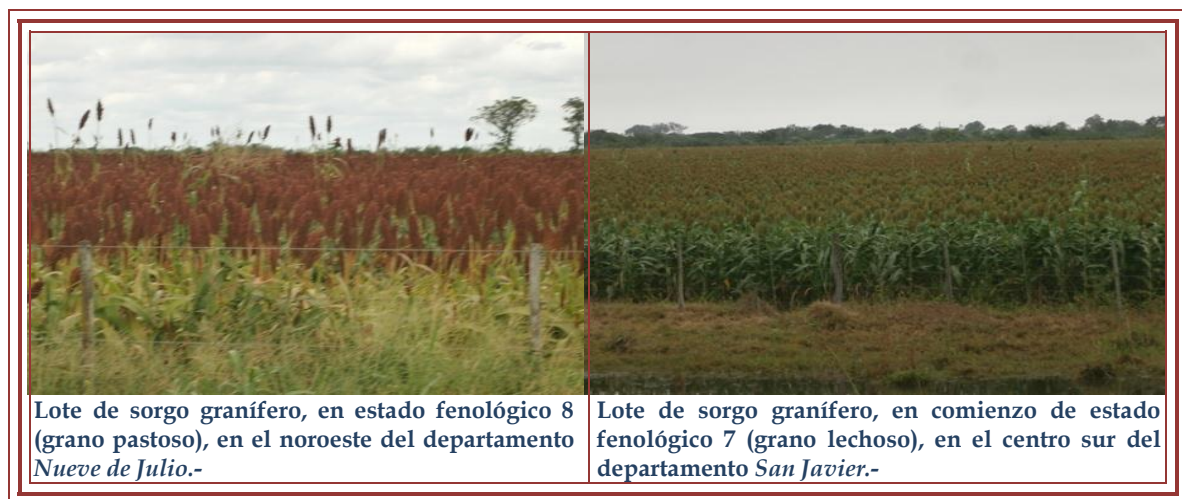 Lote de sorgo granífero, en estado fenológico 8
(grano pastoso), en el noroeste del departamento
Nueve de Julio.-
Lote de sorgo granífero, en comienzo de estado
fenológico 7 (grano lechoso), en el centro sur del
departamento San Javier.-